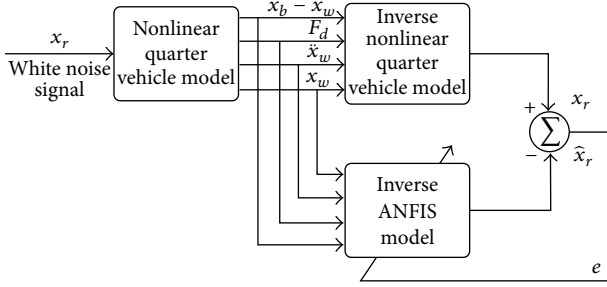 x_r
White noise
signal
Nonlinear
quarter
vehicle model
x_b − x_w
F_d
ẍ_w
x_w
Inverse
nonlinear
quarter
vehicle model
Inverse
ANFIS
model
+
x_r
∑
−
x̂_r
e